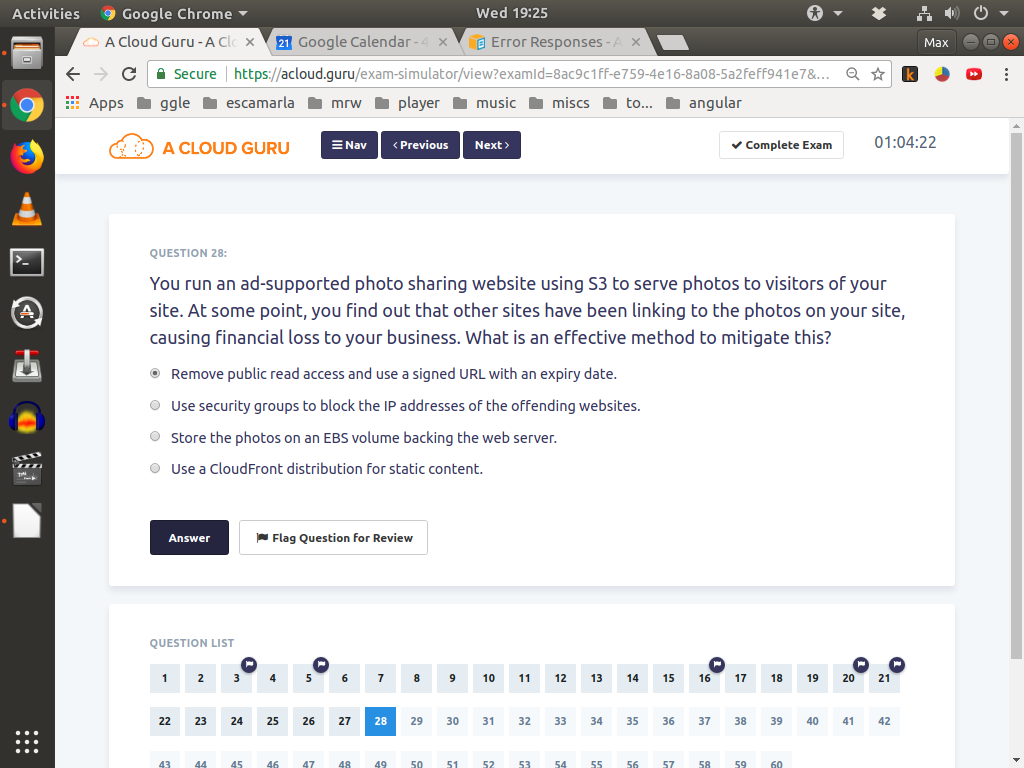 Activities
Google Chrome
Wed 19:25
A Cloud Guru - A Clo
21
Google Calendar - 4
Error Responses - A
Max
Secure
https://acloud.guru/exam-simulator/view?examId=8ac9c1ff-e759-4e16-8a08-5a2feff941e7&...
k
Apps
ggle
escamarla
mrw
player
music
miscs
to...
angular
A CLOUD GURU
Nav
Previous
Next
Complete Exam
01:04:22
QUESTION 28:
You run an ad-supported photo sharing website using S3 to serve photos to visitors of your
site. At some point, you find out that other sites have been linking to the photos on your site,
causing financial loss to your business. What is an effective method to mitigate this?
Remove public read access and use a signed URL with an expiry date.
Use security groups to block the IP addresses of the offending websites.
Store the photos on an EBS volume backing the web server.
Use a CloudFront distribution for static content.
Answer
Flag Question for Review
QUESTION LIST
1 2 3 4 5 6 7 8 9 10 11 12 13 14 15 16 17 18 19 20 21
22 23 24 25 26 27 28 29 30 31 32 33 34 35 36 37 38 39 40 41 42
43 44 45 46 47 48 49 50 51 52 53 54 55 56 57 58 59 60